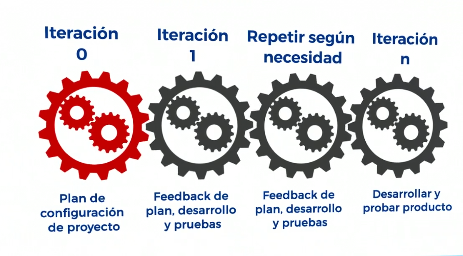 Iteración
0
Iteración
1
Repetir según
necesidad
Iteración
n
Plan de
configuración
de proyecto
Feedback de
plan, desarrollo
y pruebas
Feedback de
plan, desarrollo
y pruebas
Desarrollar y
probar producto